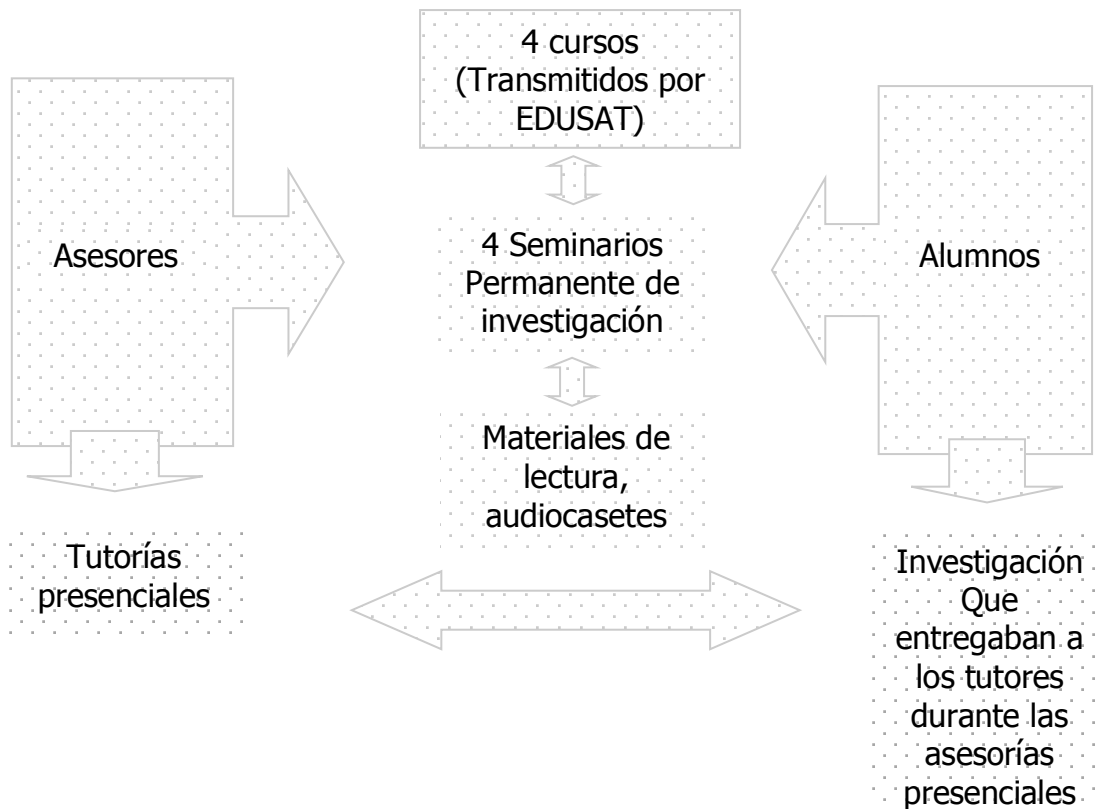 4 cursos
(Transmitidos por
EDUSAT)
Asesores
4 Seminarios
Permanente de
investigación
Alumnos
Materiales de
lectura,
audiocasetes
Tutorías
presenciales
Investigación
Que
entregaban a
los tutores
durante las
asesorías
presenciales